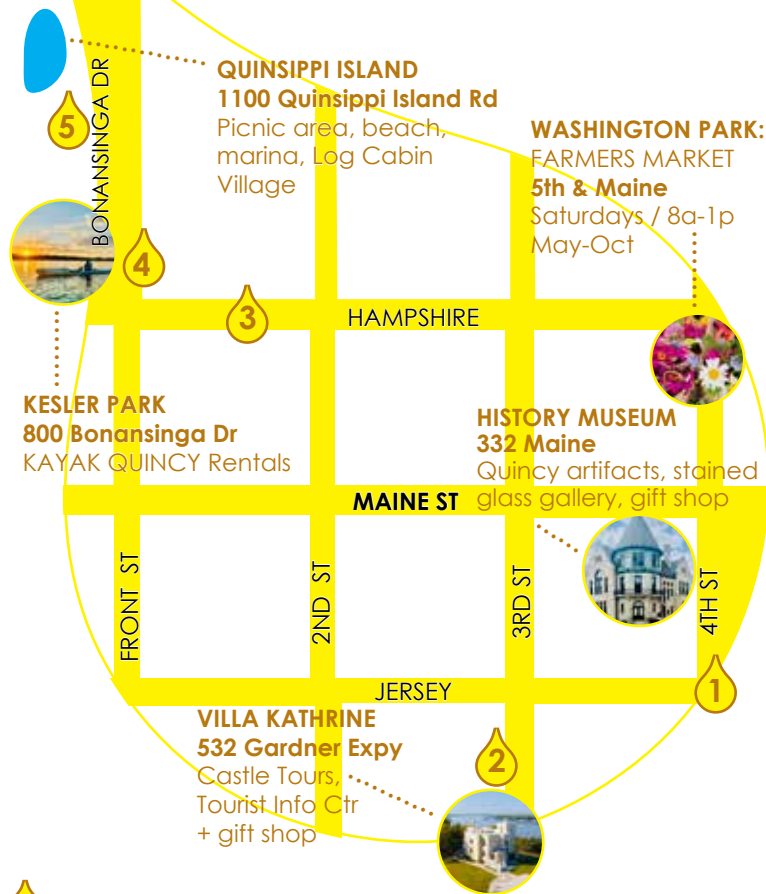 QUINSIPPI ISLAND
1100 Quinsippi Island Rd
Picnic area, beach,
marina, Log Cabin
Village
WASHINGTON PARK:
FARMERS MARKET
5th & Maine
Saturdays / 8a-1p
May-Oct
BONANSINGA DR
5
4
3
HAMPSHIRE
KESLER PARK
800 Bonansinga Dr
KAYAK QUINCY Rentals
HISTORY MUSEUM
332 Maine
Quincy artifacts, stained
glass gallery, gift shop
MAINE ST
FRONT ST
2ND ST
3RD ST
4TH ST
JERSEY
1
VILLA KATHRINE
532 Gardner Expy
Castle Tours,
Tourist Info Ctr
+ gift shop
2